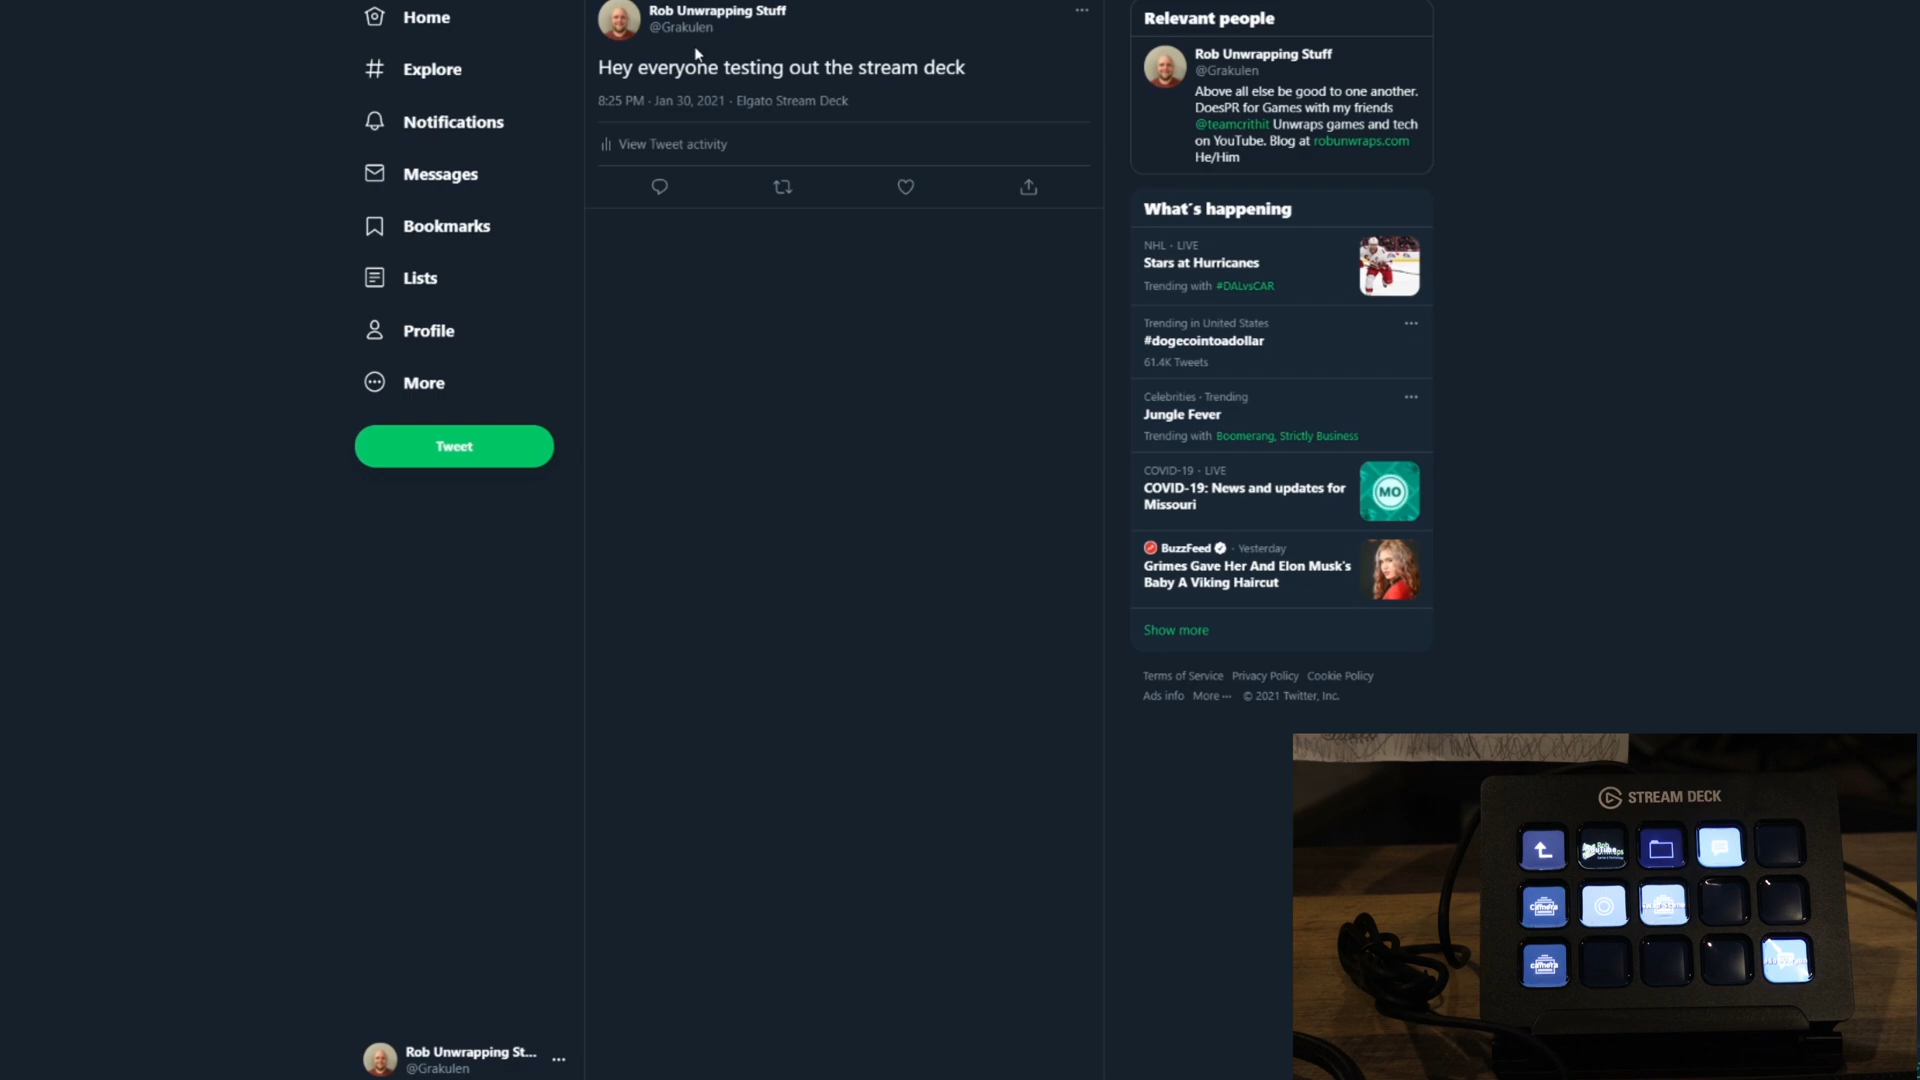 Home
Explore
Notifications
Messages
Bookmarks
Lists
Profile
More
Tweet
Rob Unwrapping St...
@Grakulen
Rob Unwrapping Stuff
@Grakulen
Hey everyone testing out the stream deck
8:25 PM · Jan 30, 2021 · Elgato Stream Deck
View Tweet activity
Relevant people
Rob Unwrapping Stuff
@Grakulen
Above all else be good to one another.
DoesPR for Games with my friends
@teamcrithit Unwraps games and tech
on YouTube. Blog at robunwraps.com
He/Him
What's happening
NHL · LIVE
Stars at Hurricanes
Trending with #DALvsCAR
Trending in United States
#dogecointoadollar
61.4K Tweets
Celebrities · Trending
Jungle Fever
Trending with Boomerang, Strictly Business
COVID-19 · LIVE
COVID-19: News and updates for
Missouri
MO
BuzzFeed · Yesterday
Grimes Gave Her And Elon Musk's
Baby A Viking Haircut
Show more
Terms of Service Privacy Policy Cookie Policy
Ads info More ··· © 2021 Twitter, Inc.
STREAM DECK
Camera
Camera